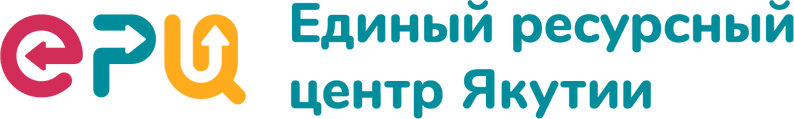 ерц
Единый ресурсный
центр Якутии